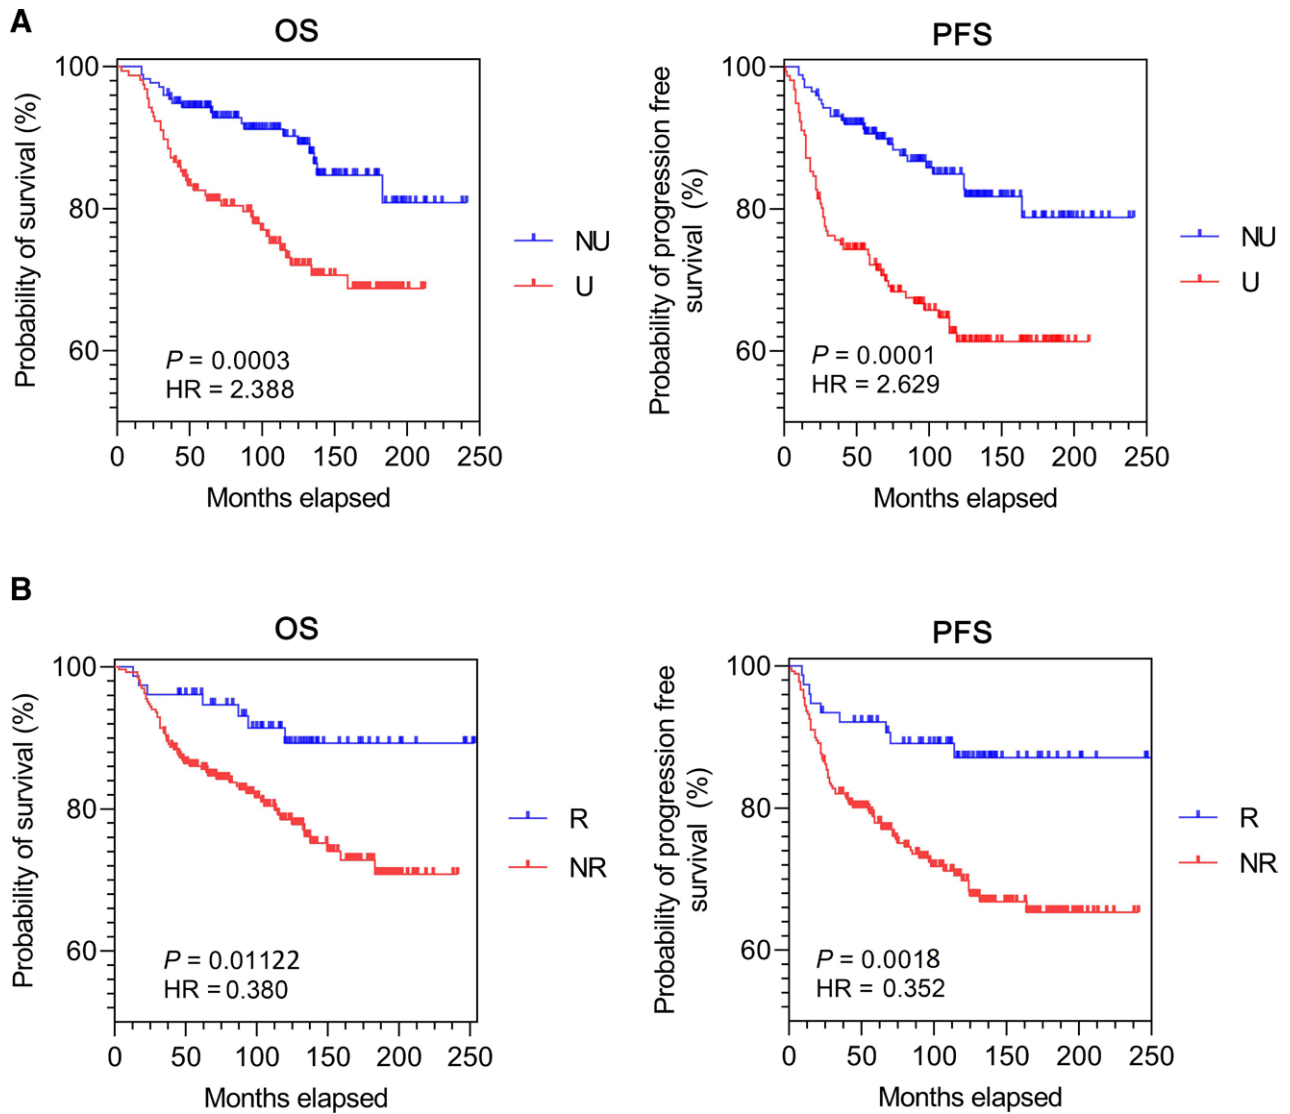 A
OS
Probability of survival (%)
100
80
60
P = 0.0003
HR = 2.388
0 50 100 150 200 250
Months elapsed
NU
U
PFS
Probability of progression free
survival (%)
100
80
60
P = 0.0001
HR = 2.629
0 50 100 150 200 250
Months elapsed
NU
U
B
OS
Probability of survival (%)
100
80
60
P = 0.01122
HR = 0.380
0 50 100 150 200 250
Months elapsed
R
NR
PFS
Probability of progression free
survival (%)
100
80
60
P = 0.0018
HR = 0.352
0 50 100 150 200 250
Months elapsed
R
NR